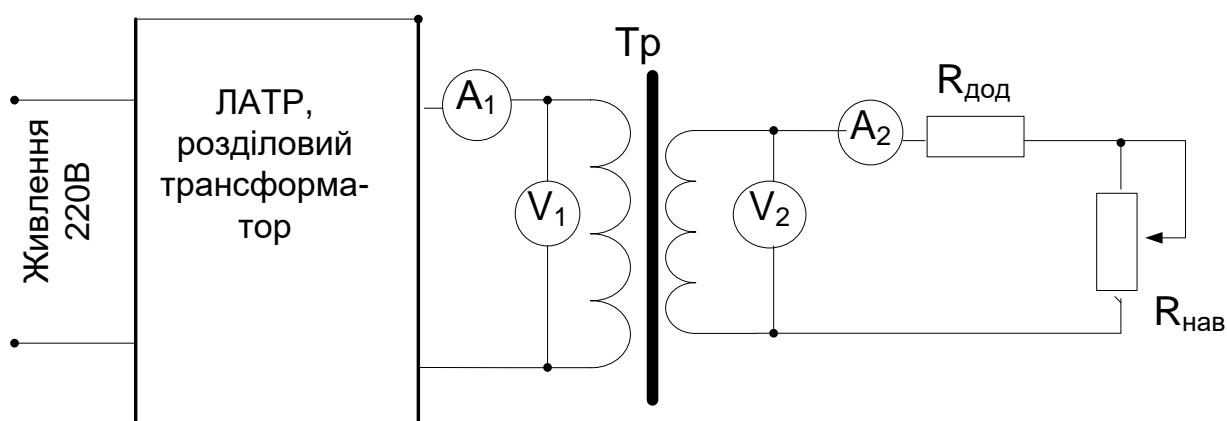 Живлення
220В
ЛАТР,
розділовий
трансформа-
тор
A₁
V₁
Тр
V₂
A₂
Rдод
Rнав